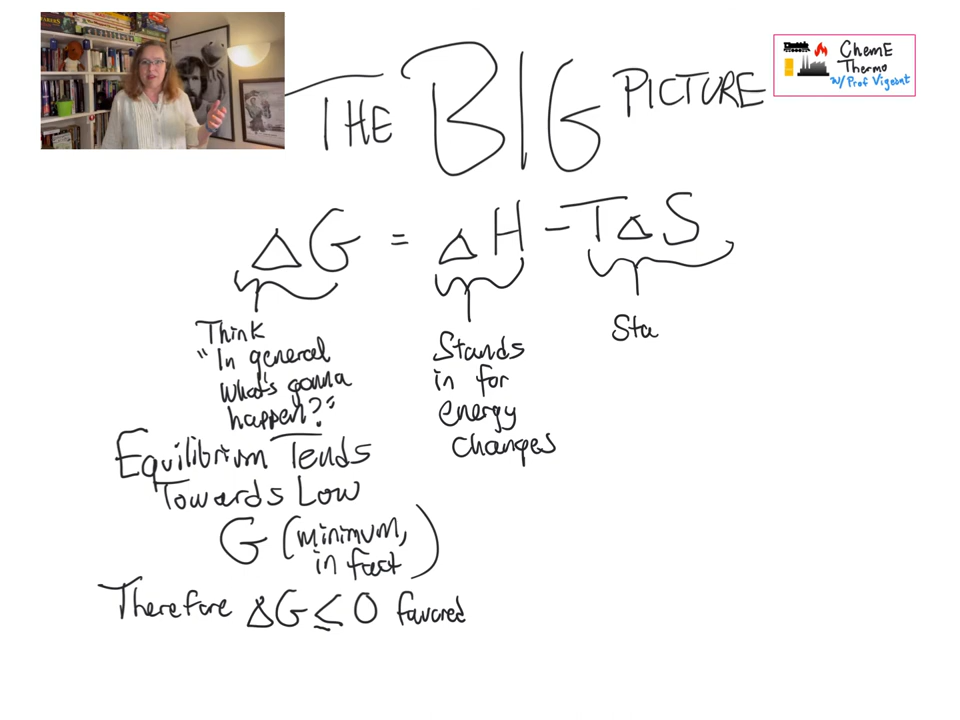 THE BIG PICTURE
ChemE
Thermo
w/ Prof Vigeant
ΔG = ΔH - TΔS
Think
"In general
what's gonna
happen?"
Stands
in for
energy
changes
Sta
Equilibrium Tends
Towards Low
G (minimum,
in fact)
Therefore ΔG ≤ 0 favored